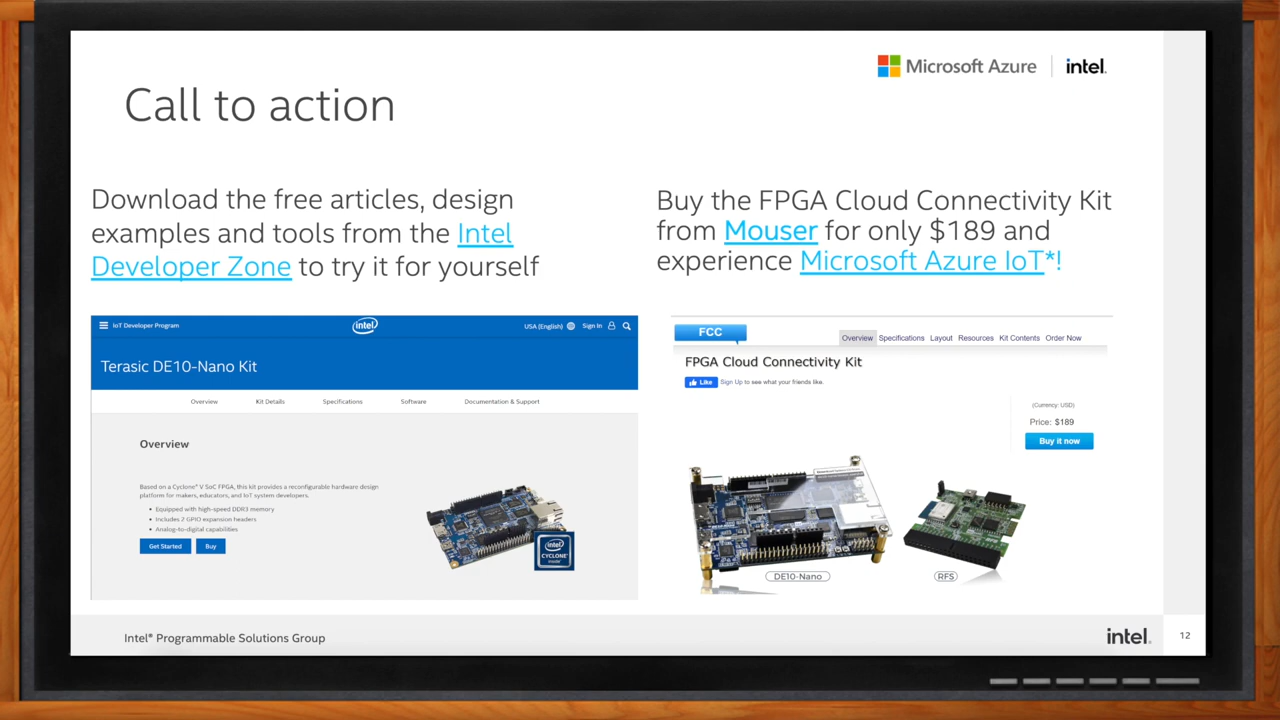 Microsoft Azure
intel.
Call to action
Download the free articles, design
examples and tools from the Intel
Developer Zone to try it for yourself
Buy the FPGA Cloud Connectivity Kit
from Mouser for only $189 and
experience Microsoft Azure IoT*!
IoT Developer Program
intel
USA (English)
Sign In
Terasic DE10-Nano Kit
Overview
Kit Details
Specifications
Software
Documentation & Support
Overview
Based on a Cyclone® V SoC FPGA, this kit provides a reconfigurable hardware design
platform for makers, educators, and IoT system developers.
• Equipped with high-speed DDR3 memory
• Includes 2 GPIO expansion headers
• Analog-to-digital capabilities
Get Started
Buy
intel
CYCLONE
FCC
Overview
Specifications
Layout
Resources
Kit Contents
Order Now
FPGA Cloud Connectivity Kit
Like
Sign Up to see what your friends like.
(Currency: USD)
Price: $189
Buy it now
DE10-Nano
RFS
Intel® Programmable Solutions Group
intel.
12